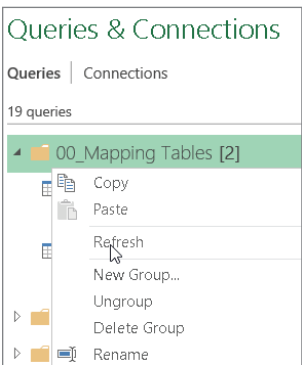 Queries & Connections
Queries | Connections
19 queries
00_Mapping Tables [2]
Copy
Paste
Refresh
New Group...
Ungroup
Delete Group
Rename